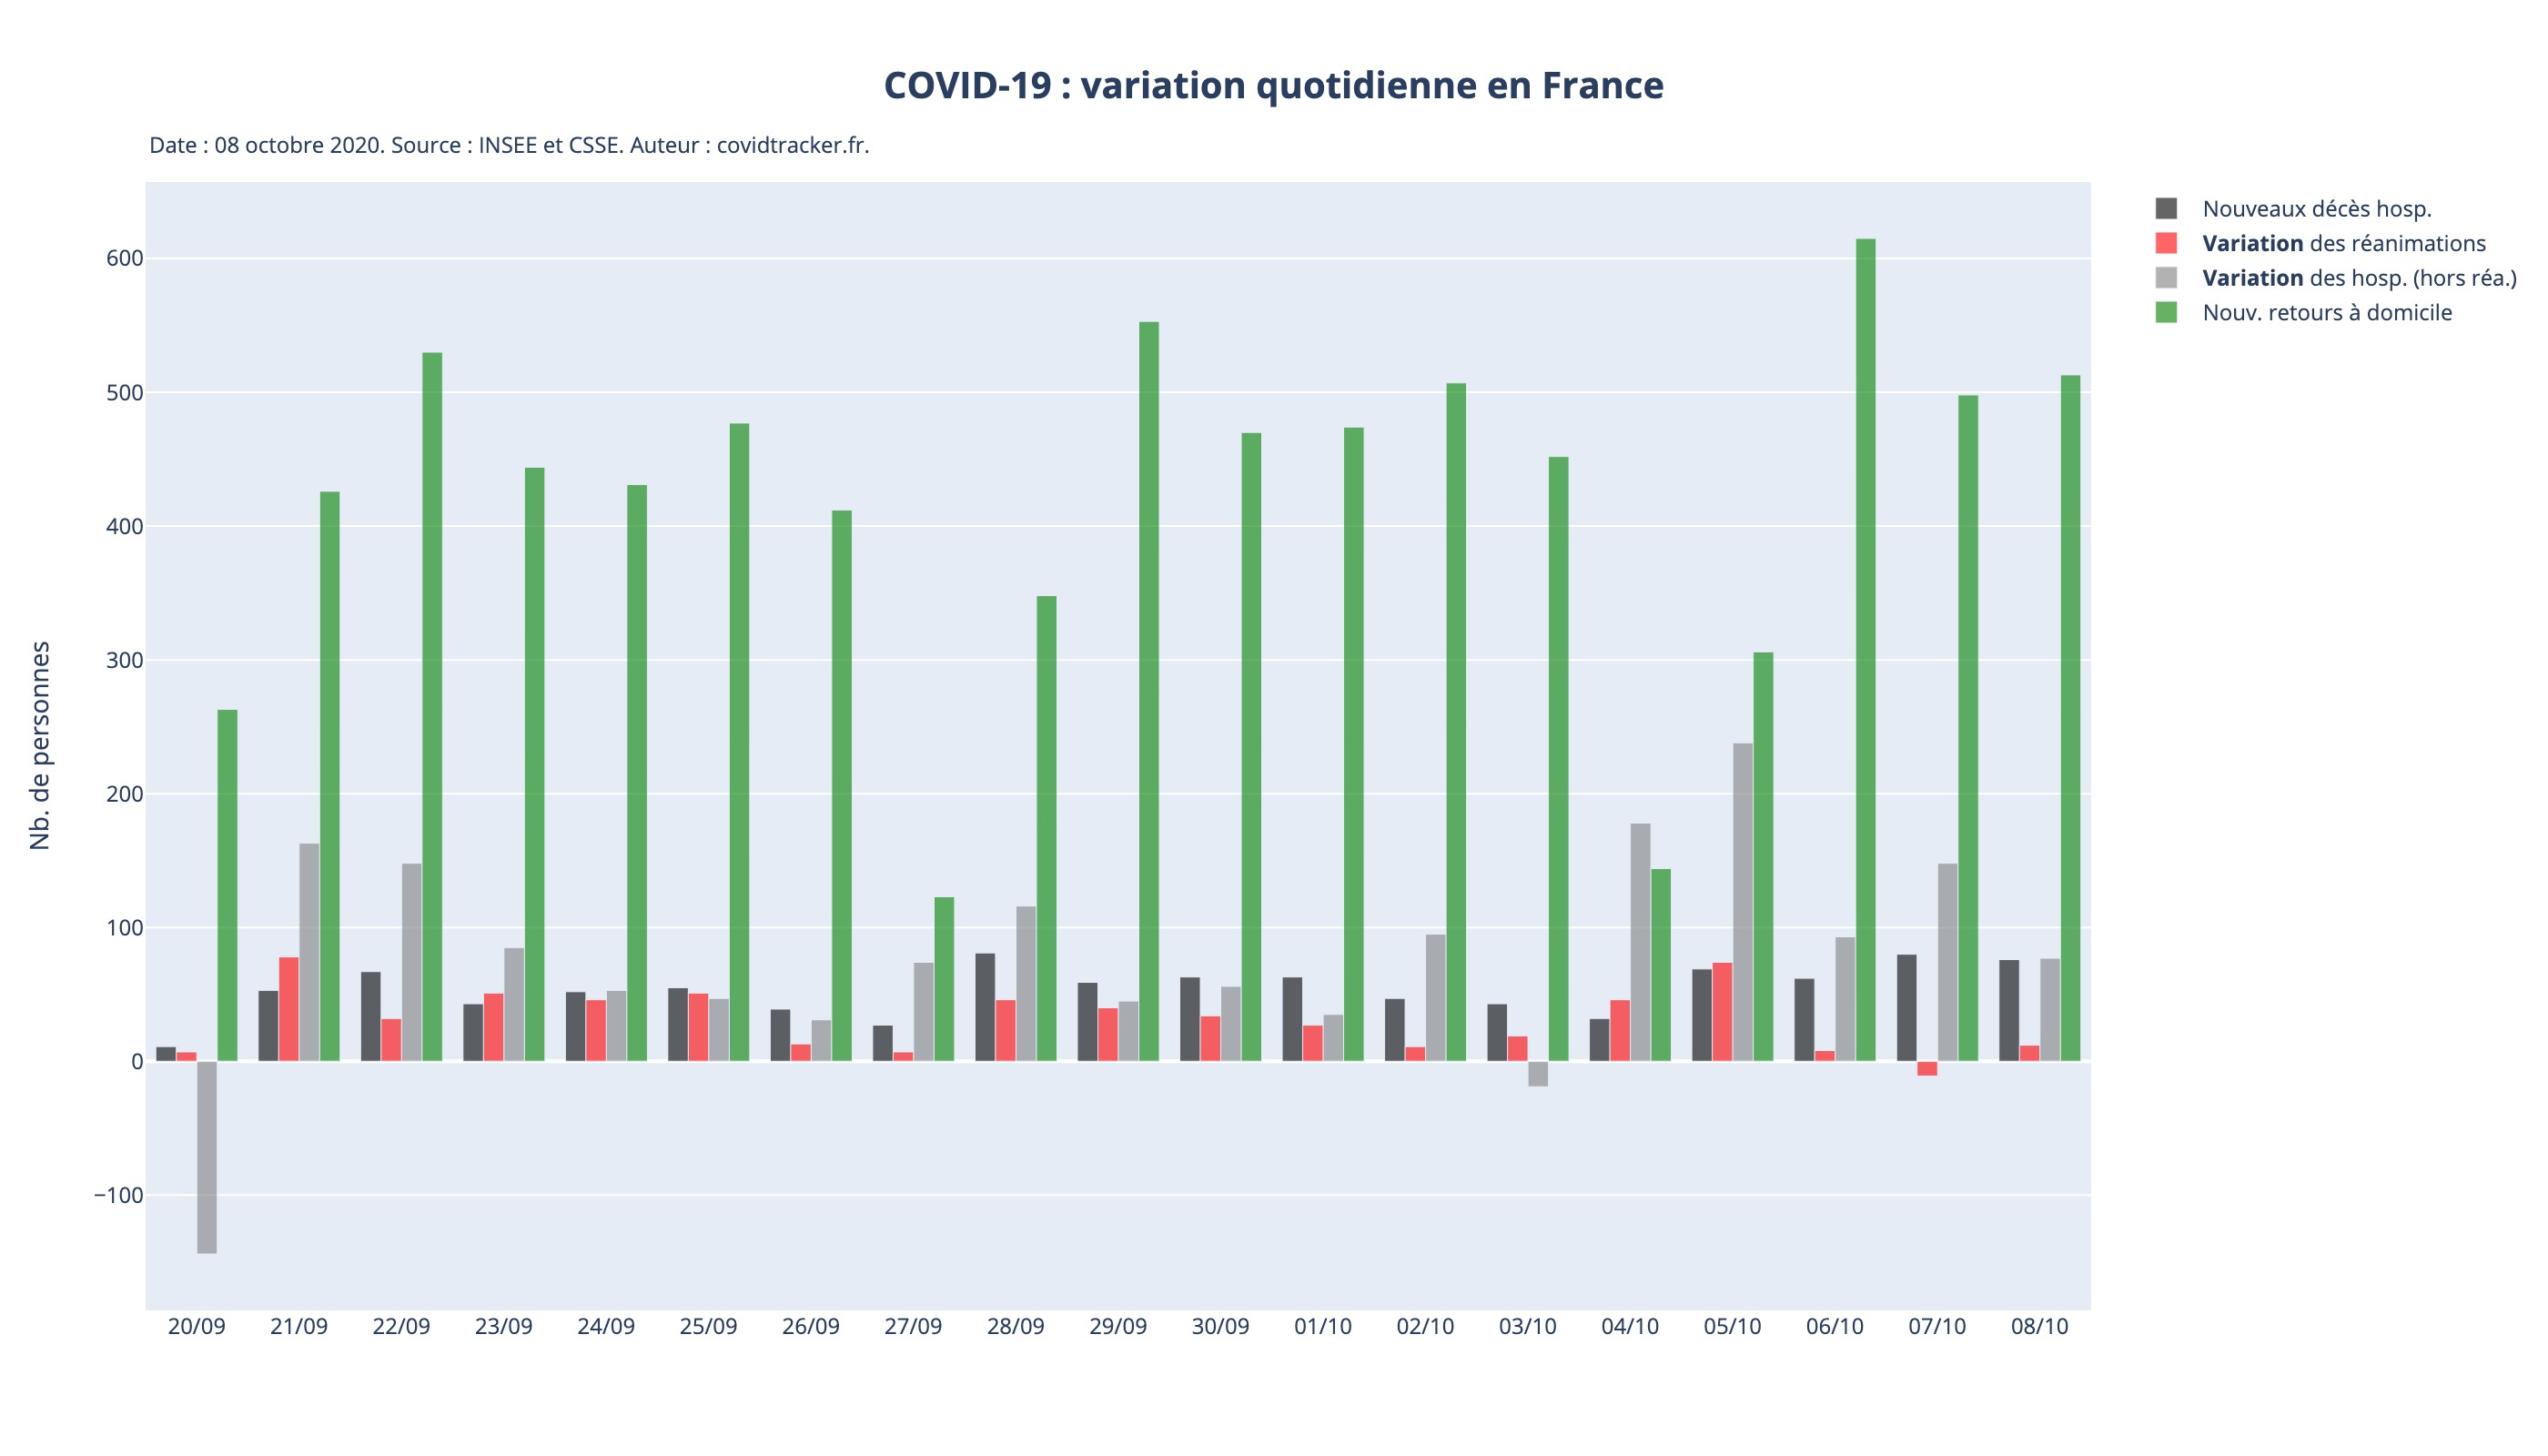 COVID-19 : variation quotidienne en France
Date : 08 octobre 2020. Source : INSEE et CSSE. Auteur : covidtracker.fr.
Nouveaux décès hosp.
Variation des réanimations
Variation des hosp. (hors réa.)
Nouv. retours à domicile
Nb. de personnes
600
500
400
300
200
100
0
−100
20/09 21/09 22/09 23/09 24/09 25/09 26/09 27/09 28/09 29/09 30/09 01/10 02/10 03/10 04/10 05/10 06/10 07/10 08/10